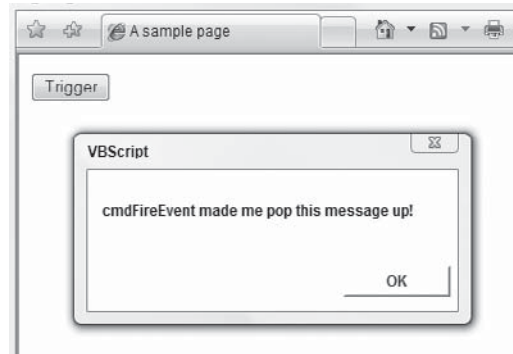 A sample page
Trigger
VBScript
cmdFireEvent made me pop this message up!
OK